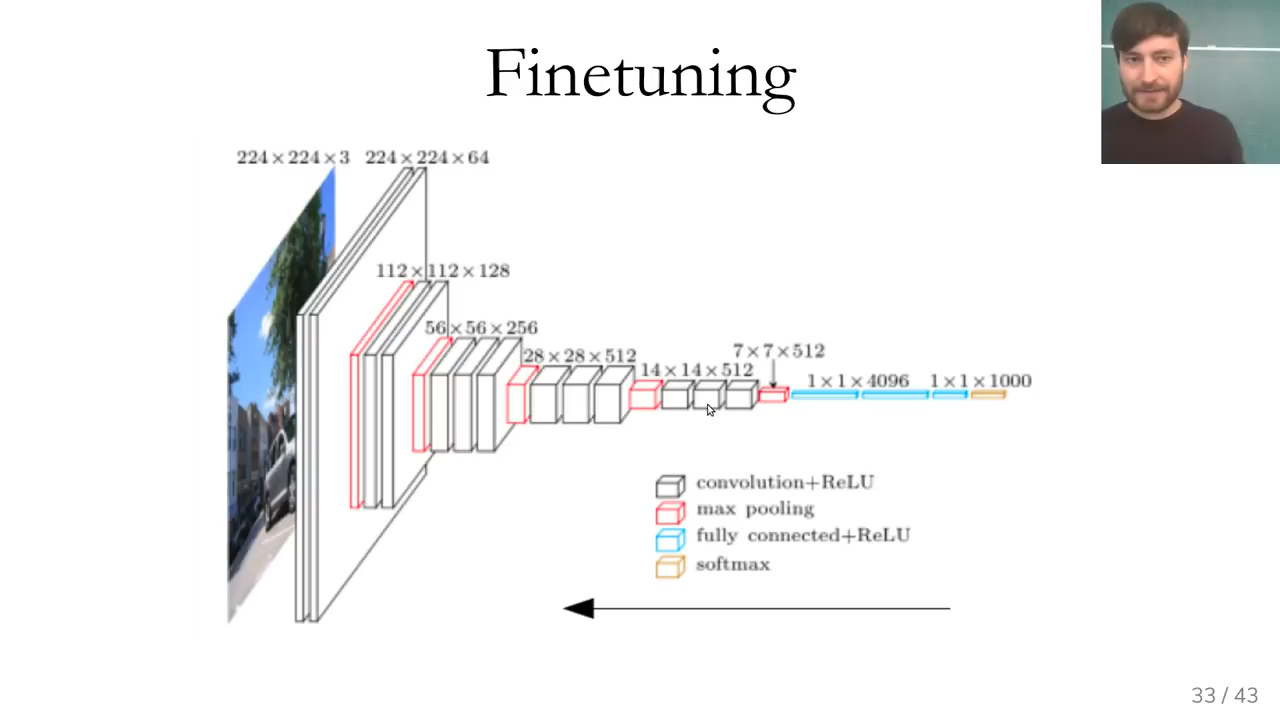 Finetuning
224×224×3 224×224×64
112×112×128
56×56×256
28×28×512
14×14×512
7×7×512
1×1×4096 1×1×1000
convolution+ReLU
max pooling
fully connected+ReLU
softmax
33 / 43